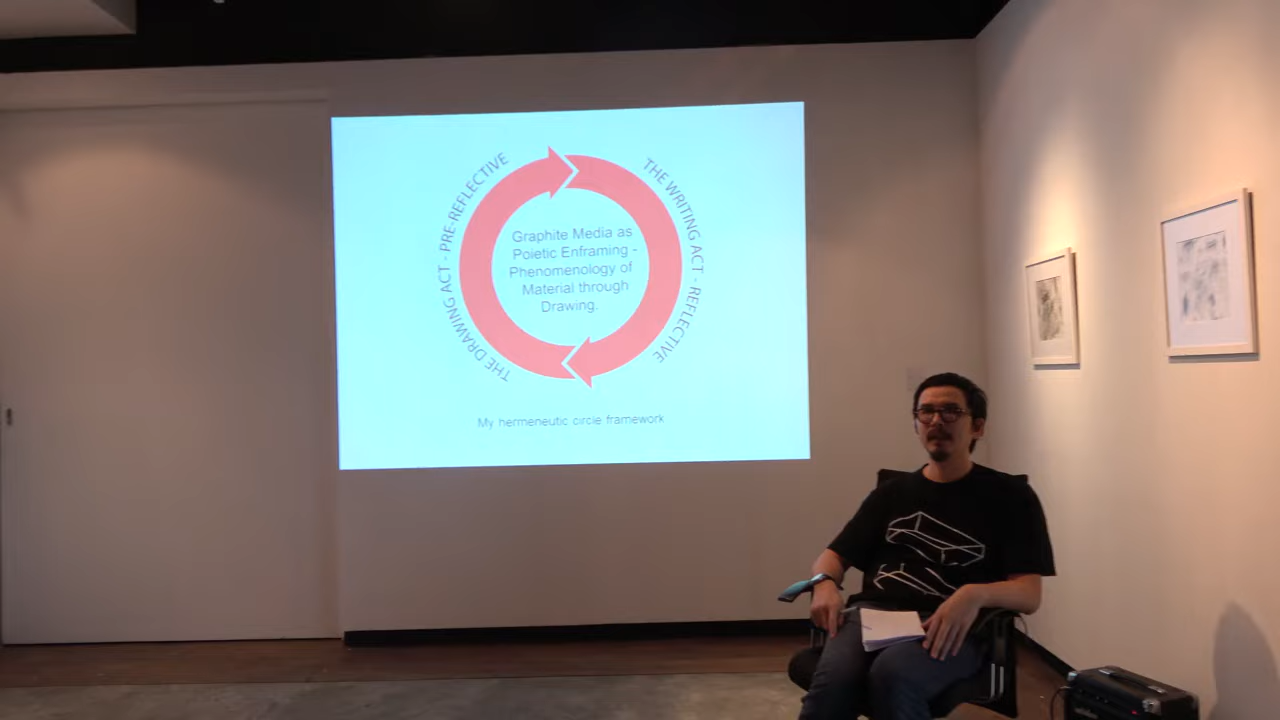 THE DRAWING ACT - PRE-REFLECTIVE
THE WRITING ACT - REFLECTIVE
Graphite Media as
Poietic Enframing -
Phenomenology of
Material through
Drawing.
My hermeneutic circle framework